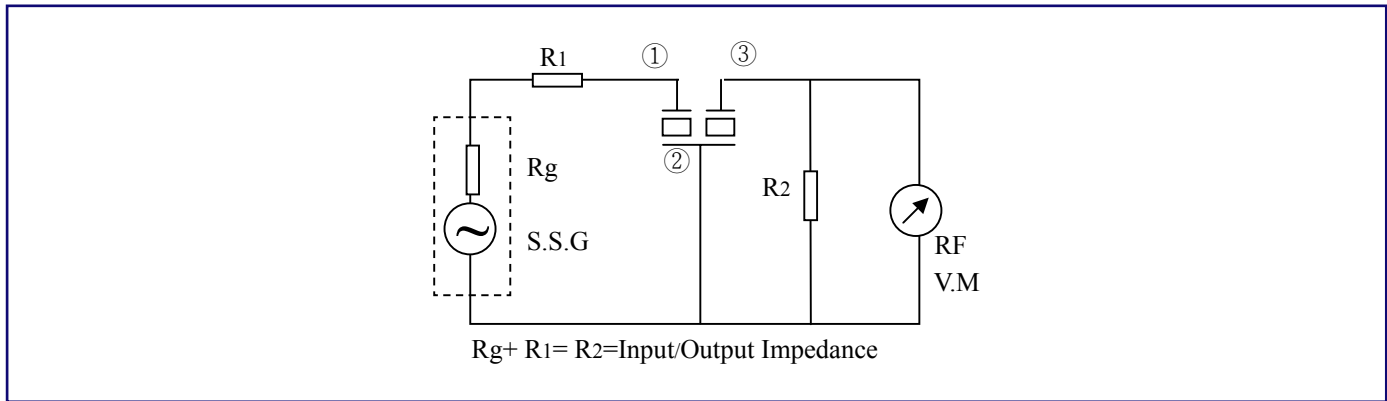 R1
①
③
②
Rg
R2
S.S.G
RF
V.M
Rg+ R1= R2=Input/Output Impedance